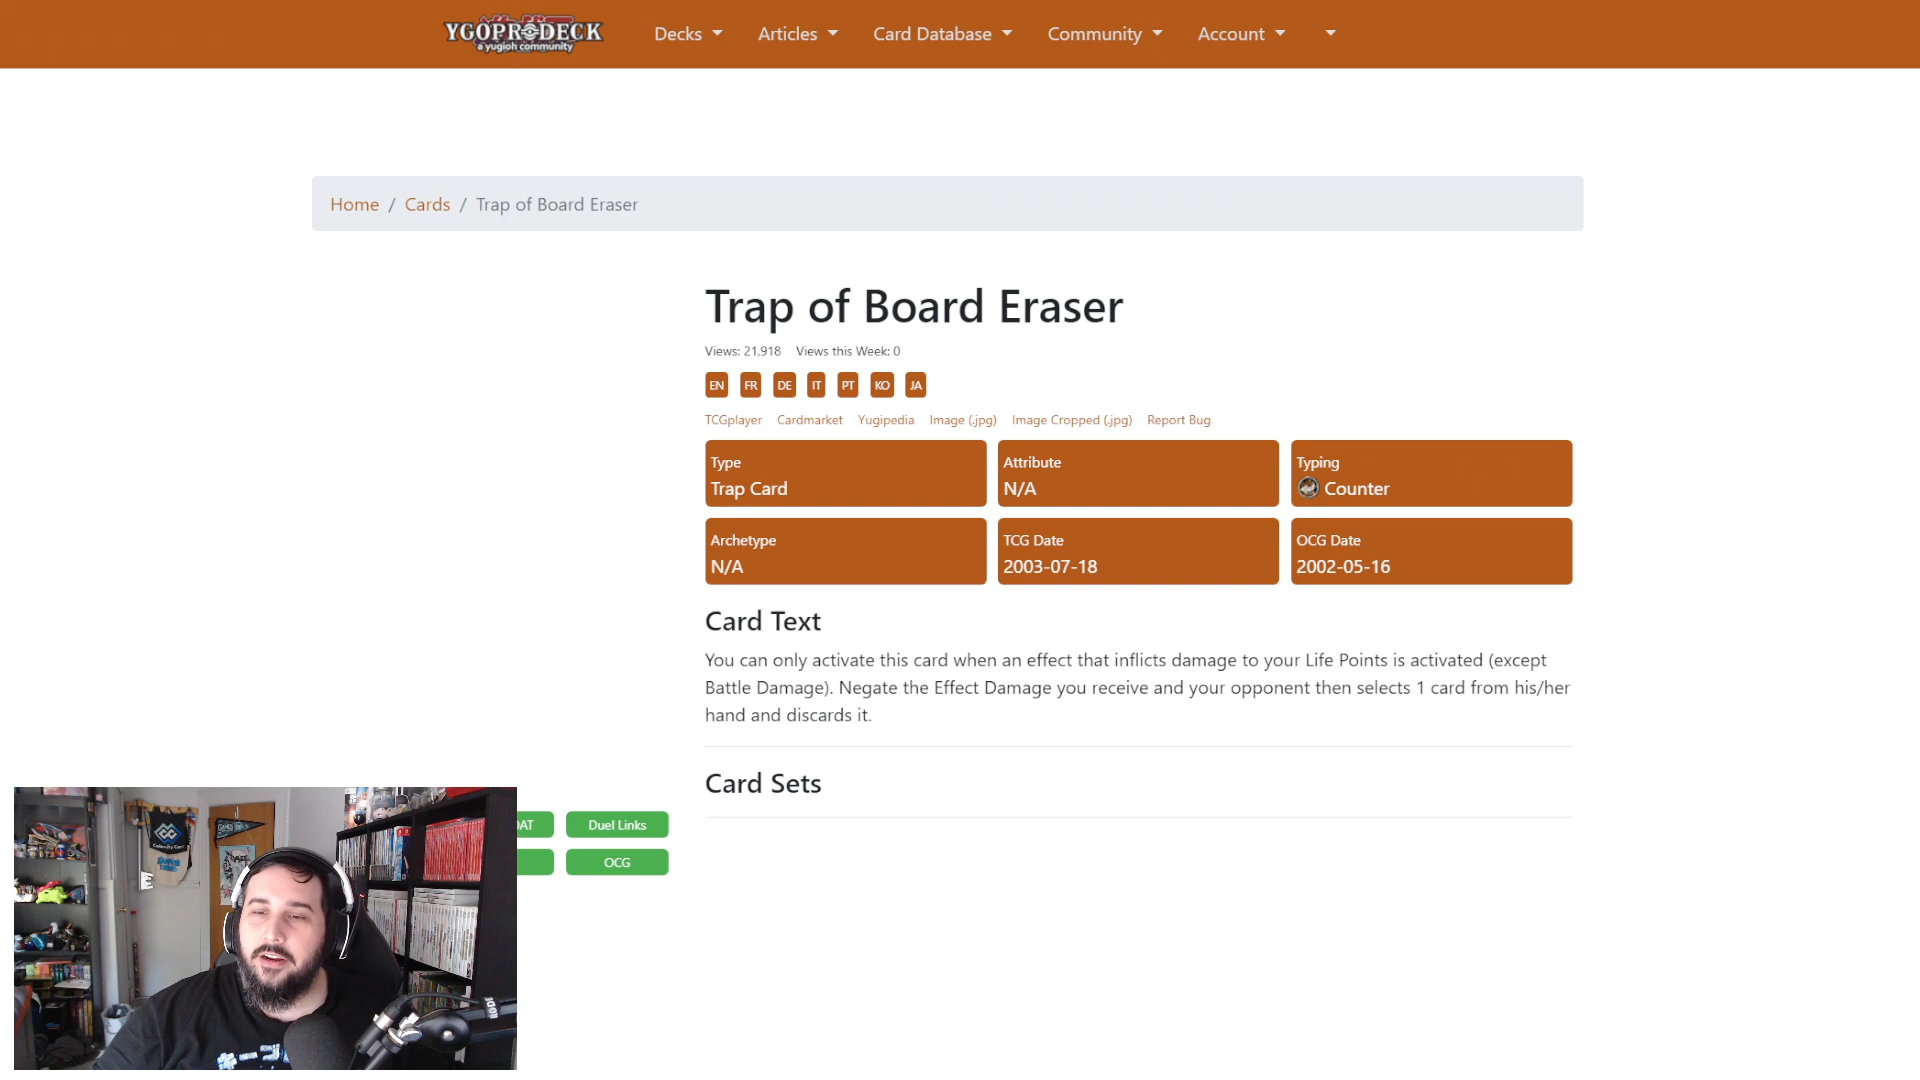 YGOPRODECK
a yugioh community
Decks
Articles
Card Database
Community
Account
Home / Cards / Trap of Board Eraser
Trap of Board Eraser
Views: 21,918 Views this Week: 0
EN FR DE IT PT KO JA
TCGplayer Cardmarket Yugipedia Image (.jpg) Image Cropped (.jpg) Report Bug
Type
Trap Card
Attribute
N/A
Typing
Counter
Archetype
N/A
TCG Date
2003-07-18
OCG Date
2002-05-16
Card Text
You can only activate this card when an effect that inflicts damage to your Life Points is activated (except
Battle Damage). Negate the Effect Damage you receive and your opponent then selects 1 card from his/her
hand and discards it.
Card Sets
Duel Links
OCG